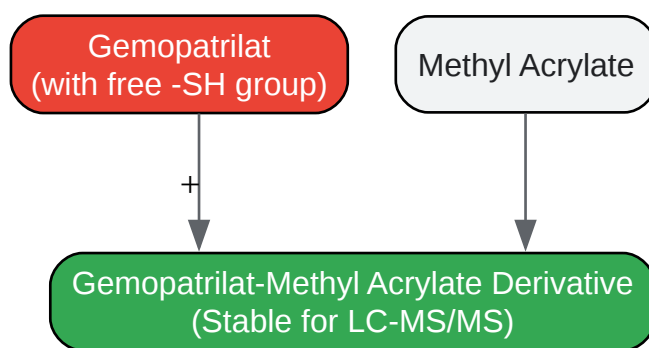 Gemopatrilat
(with free -SH group)
Methyl Acrylate
+
Gemopatrilat-Methyl Acrylate Derivative
(Stable for LC-MS/MS)